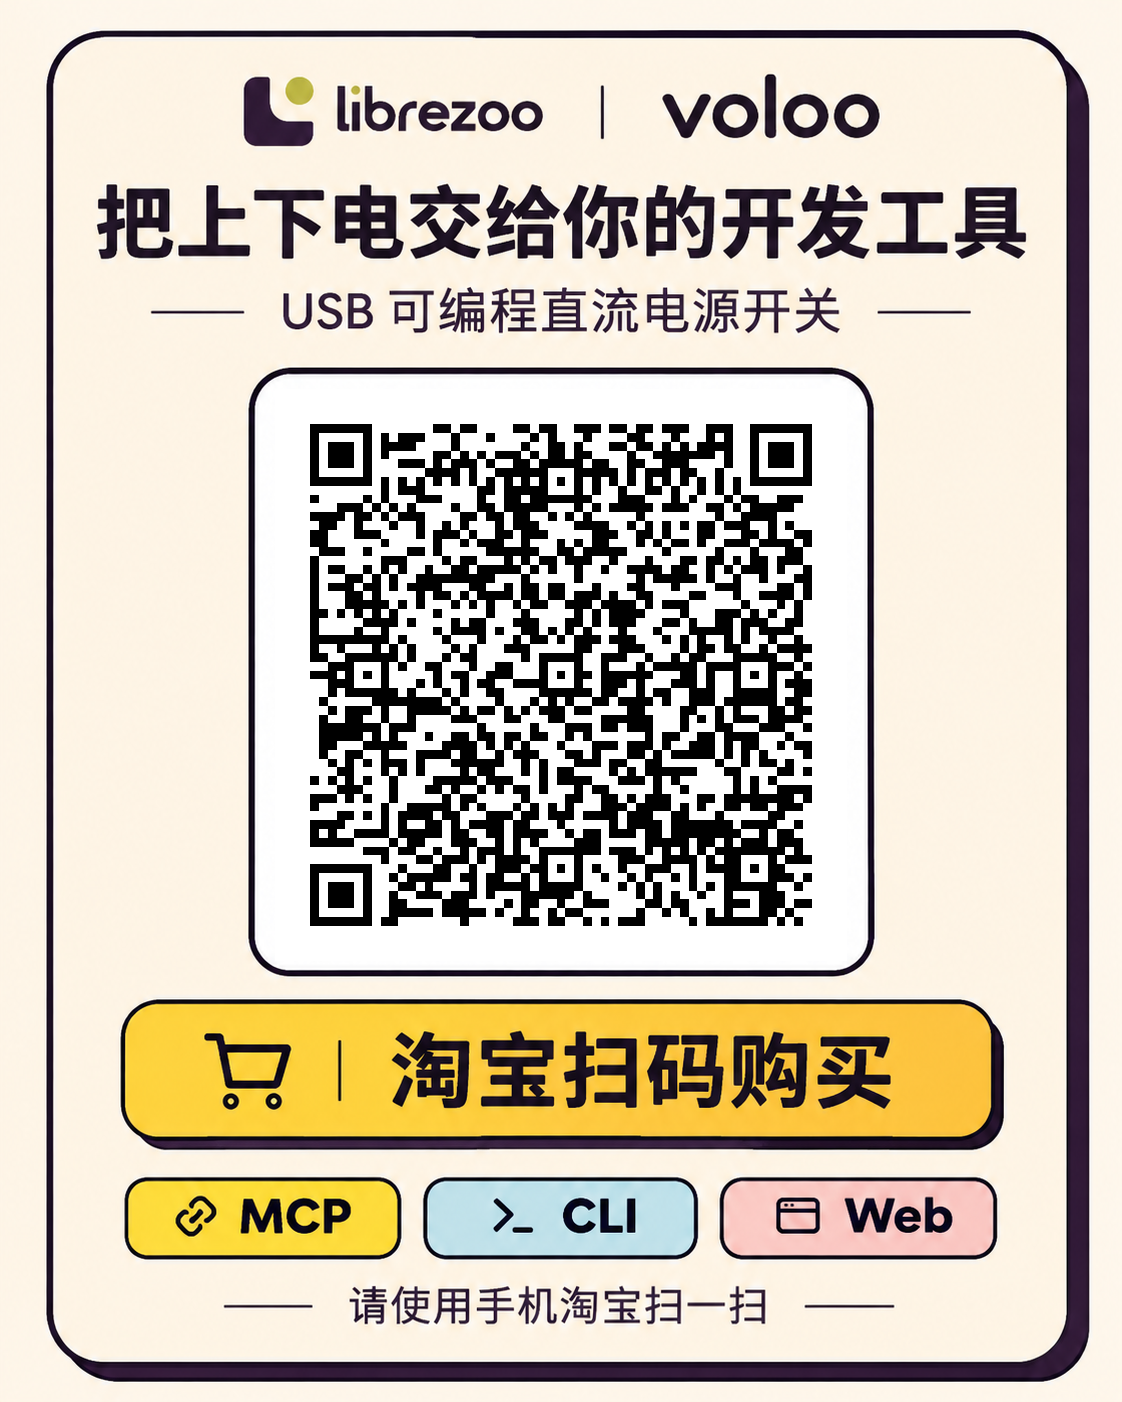 librezoo | voloo
把上下电交给你的开发工具
USB 可编程直流电源开关
淘宝扫码购买
MCP
CLI
Web
请使用手机淘宝扫一扫